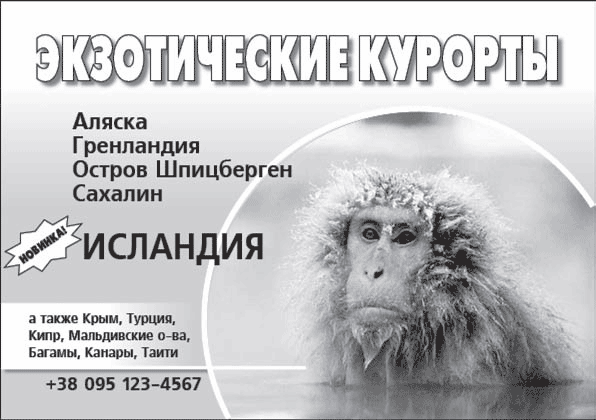 ЭКЗОТИЧЕСКИЕ КУРОРТЫ
Аляска
Гренландия
Остров Шпицберген
Сахалин
НОВИНКА!
ИСЛАНДИЯ
а также Крым, Турция,
Кипр, Мальдивские о-ва,
Багамы, Канары, Таити
+38 095 123-4567